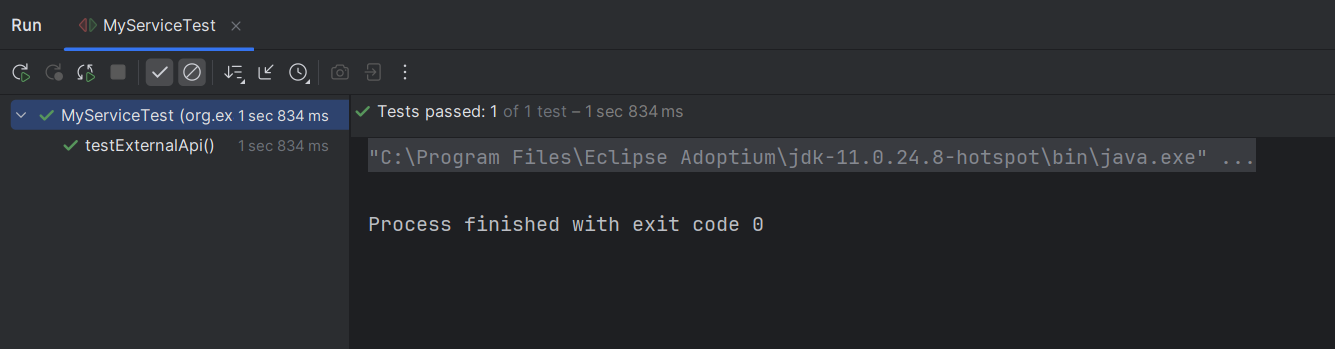 Run MyServiceTest
MyServiceTest (org.ex 1 sec 834 ms
testExternalApi() 1 sec 834 ms
Tests passed: 1 of 1 test – 1 sec 834 ms
"C:\Program Files\Eclipse Adoptium\jdk-11.0.24.8-hotspot\bin\java.exe" ...
Process finished with exit code 0